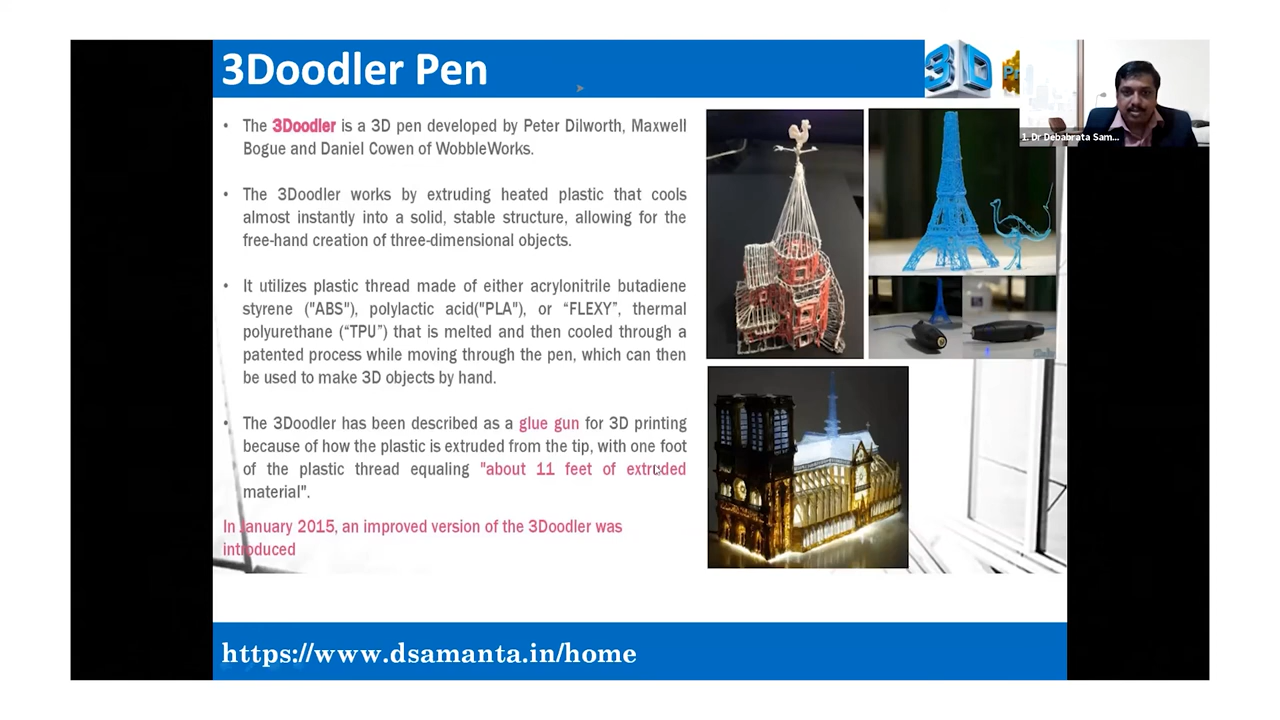 3Doodler Pen
3D
Pr
1. Dr Debabrata Sam...
• The 3Doodler is a 3D pen developed by Peter Dilworth, Maxwell
Bogue and Daniel Cowen of WobbleWorks.
• The 3Doodler works by extruding heated plastic that cools
almost instantly into a solid, stable structure, allowing for the
free-hand creation of three-dimensional objects.
• It utilizes plastic thread made of either acrylonitrile butadiene
styrene ("ABS"), polylactic acid("PLA"), or “FLEXY”, thermal
polyurethane (“TPU”) that is melted and then cooled through a
patented process while moving through the pen, which can then
be used to make 3D objects by hand.
• The 3Doodler has been described as a glue gun for 3D printing
because of how the plastic is extruded from the tip, with one foot
of the plastic thread equaling "about 11 feet of extruded
material".
In January 2015, an improved version of the 3Doodler was
introduced
https://www.dsamanta.in/home